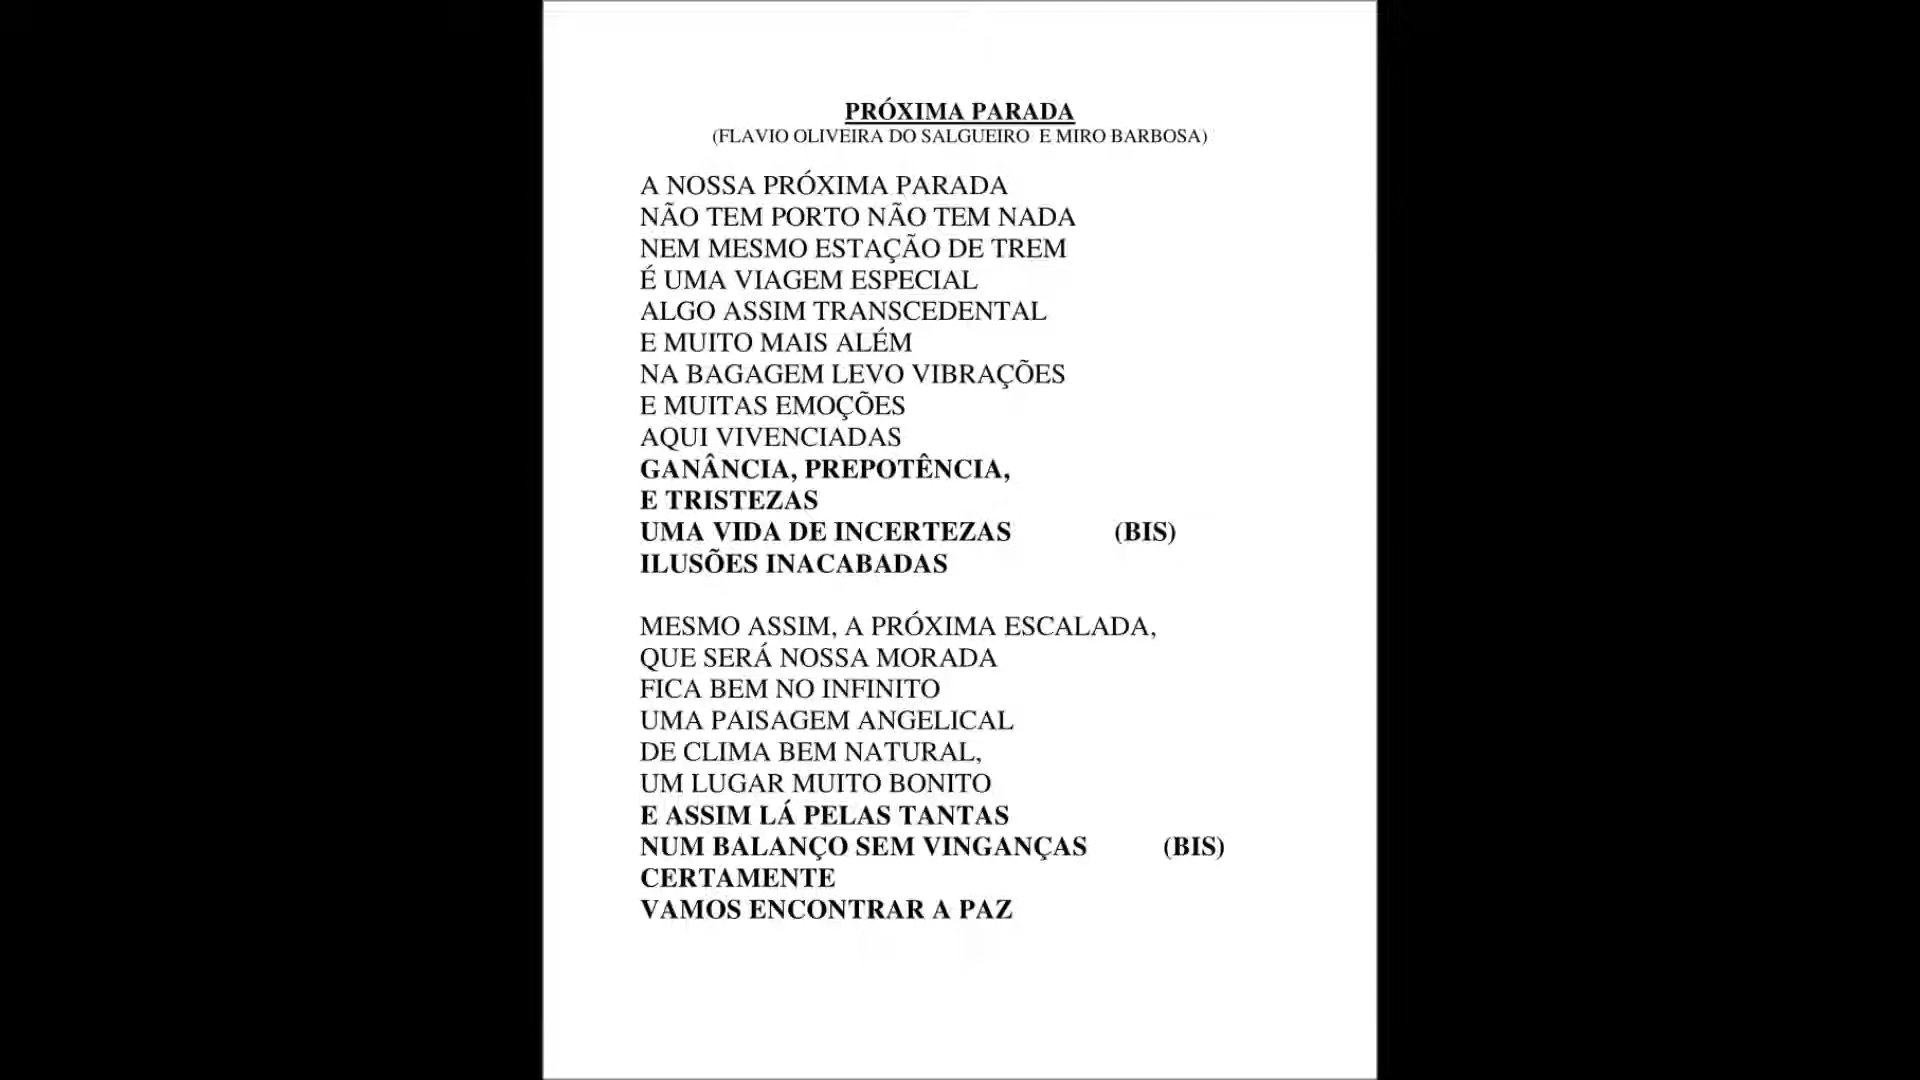 PRÓXIMA PARADA
(FLAVIO OLIVEIRA DO SALGUEIRO E MIRO BARBOSA)
A NOSSA PRÓXIMA PARADA
NÃO TEM PORTO NÃO TEM NADA
NEM MESMO ESTAÇÃO DE TREM
É UMA VIAGEM ESPECIAL
ALGO ASSIM TRANSCEDENTAL
E MUITO MAIS ALÉM
NA BAGAGEM LEVO VIBRAÇÕES
E MUITAS EMOÇÕES
AQUI VIVENCIADAS
GANÂNCIA, PREPOTÊNCIA,
E TRISTEZAS
UMA VIDA DE INCERTEZAS (BIS)
ILUSÕES INACABADAS
MESMO ASSIM, A PRÓXIMA ESCALADA,
QUE SERÁ NOSSA MORADA
FICA BEM NO INFINITO
UMA PAISAGEM ANGELICAL
DE CLIMA BEM NATURAL,
UM LUGAR MUITO BONITO
E ASSIM LÁ PELAS TANTAS
NUM BALANÇO SEM VINGANÇAS (BIS)
CERTAMENTE
VAMOS ENCONTRAR A PAZ